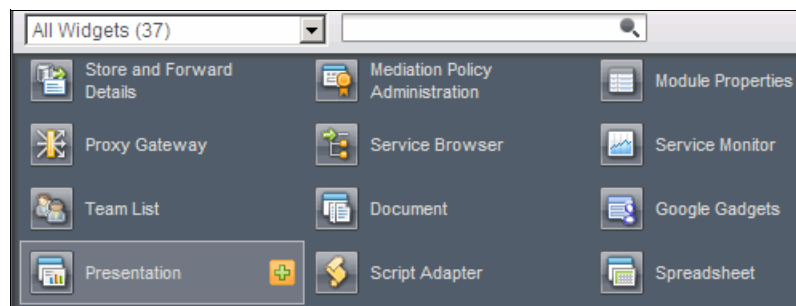 All Widgets (37)
Store and Forward
Details
Mediation Policy
Administration
Module Properties
Proxy Gateway
Service Browser
Service Monitor
Team List
Document
Google Gadgets
Presentation
Script Adapter
Spreadsheet